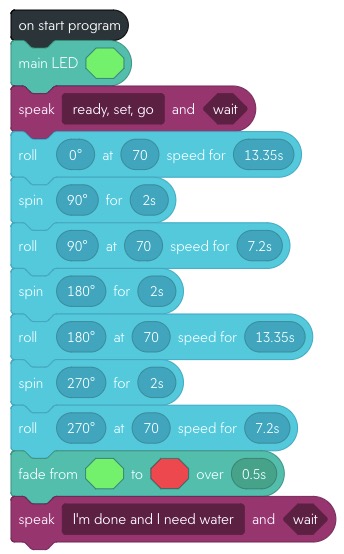 on start program
main LED
speak ready, set, go and wait
roll 0° at 70 speed for 13.35s
spin 90° for 2s
roll 90° at 70 speed for 7.2s
spin 180° for 2s
roll 180° at 70 speed for 13.35s
spin 270° for 2s
roll 270° at 70 speed for 7.2s
fade from to over 0.5s
speak I'm done and I need water and wait